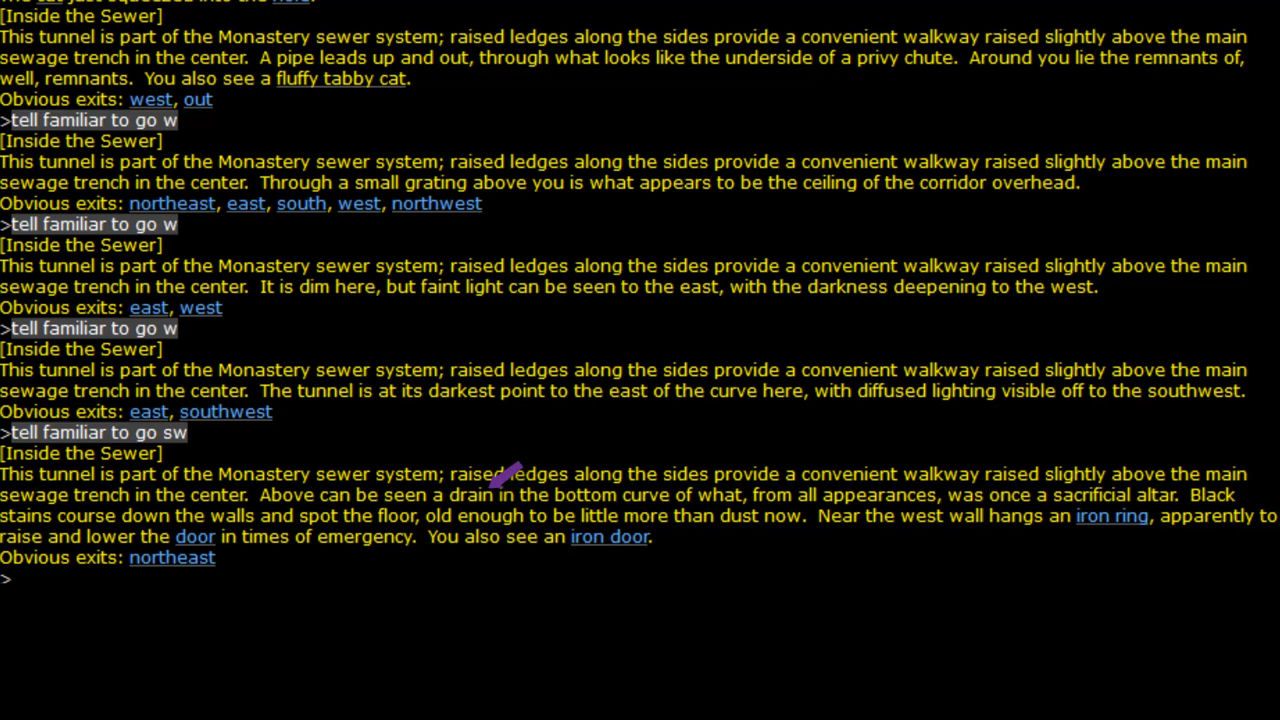 [Inside the Sewer]
This tunnel is part of the Monastery sewer system; raised ledges along the sides provide a convenient walkway raised slightly above the main
sewage trench in the center.  A pipe leads up and out, through what looks like the underside of a privy chute.  Around you lie the remnants of,
well, remnants.  You also see a fluffy tabby cat.
Obvious exits: west, out
>tell familiar to go w
[Inside the Sewer]
This tunnel is part of the Monastery sewer system; raised ledges along the sides provide a convenient walkway raised slightly above the main
sewage trench in the center.  Through a small grating above you is what appears to be the ceiling of the corridor overhead.
Obvious exits: northeast, east, south, west, northwest
>tell familiar to go w
[Inside the Sewer]
This tunnel is part of the Monastery sewer system; raised ledges along the sides provide a convenient walkway raised slightly above the main
sewage trench in the center.  It is dim here, but faint light can be seen to the east, with the darkness deepening to the west.
Obvious exits: east, west
>tell familiar to go w
[Inside the Sewer]
This tunnel is part of the Monastery sewer system; raised ledges along the sides provide a convenient walkway raised slightly above the main
sewage trench in the center.  The tunnel is at its darkest point to the east of the curve here, with diffused lighting visible off to the southwest.
Obvious exits: east, southwest
>tell familiar to go sw
[Inside the Sewer]
This tunnel is part of the Monastery sewer system; raised ledges along the sides provide a convenient walkway raised slightly above the main
sewage trench in the center.  Above can be seen a drain in the bottom curve of what, from all appearances, was once a sacrificial altar.  Black
stains course down the walls and spot the floor, old enough to be little more than dust now.  Near the west wall hangs an iron ring, apparently to
raise and lower the door in times of emergency.  You also see an iron door.
Obvious exits: northeast
>